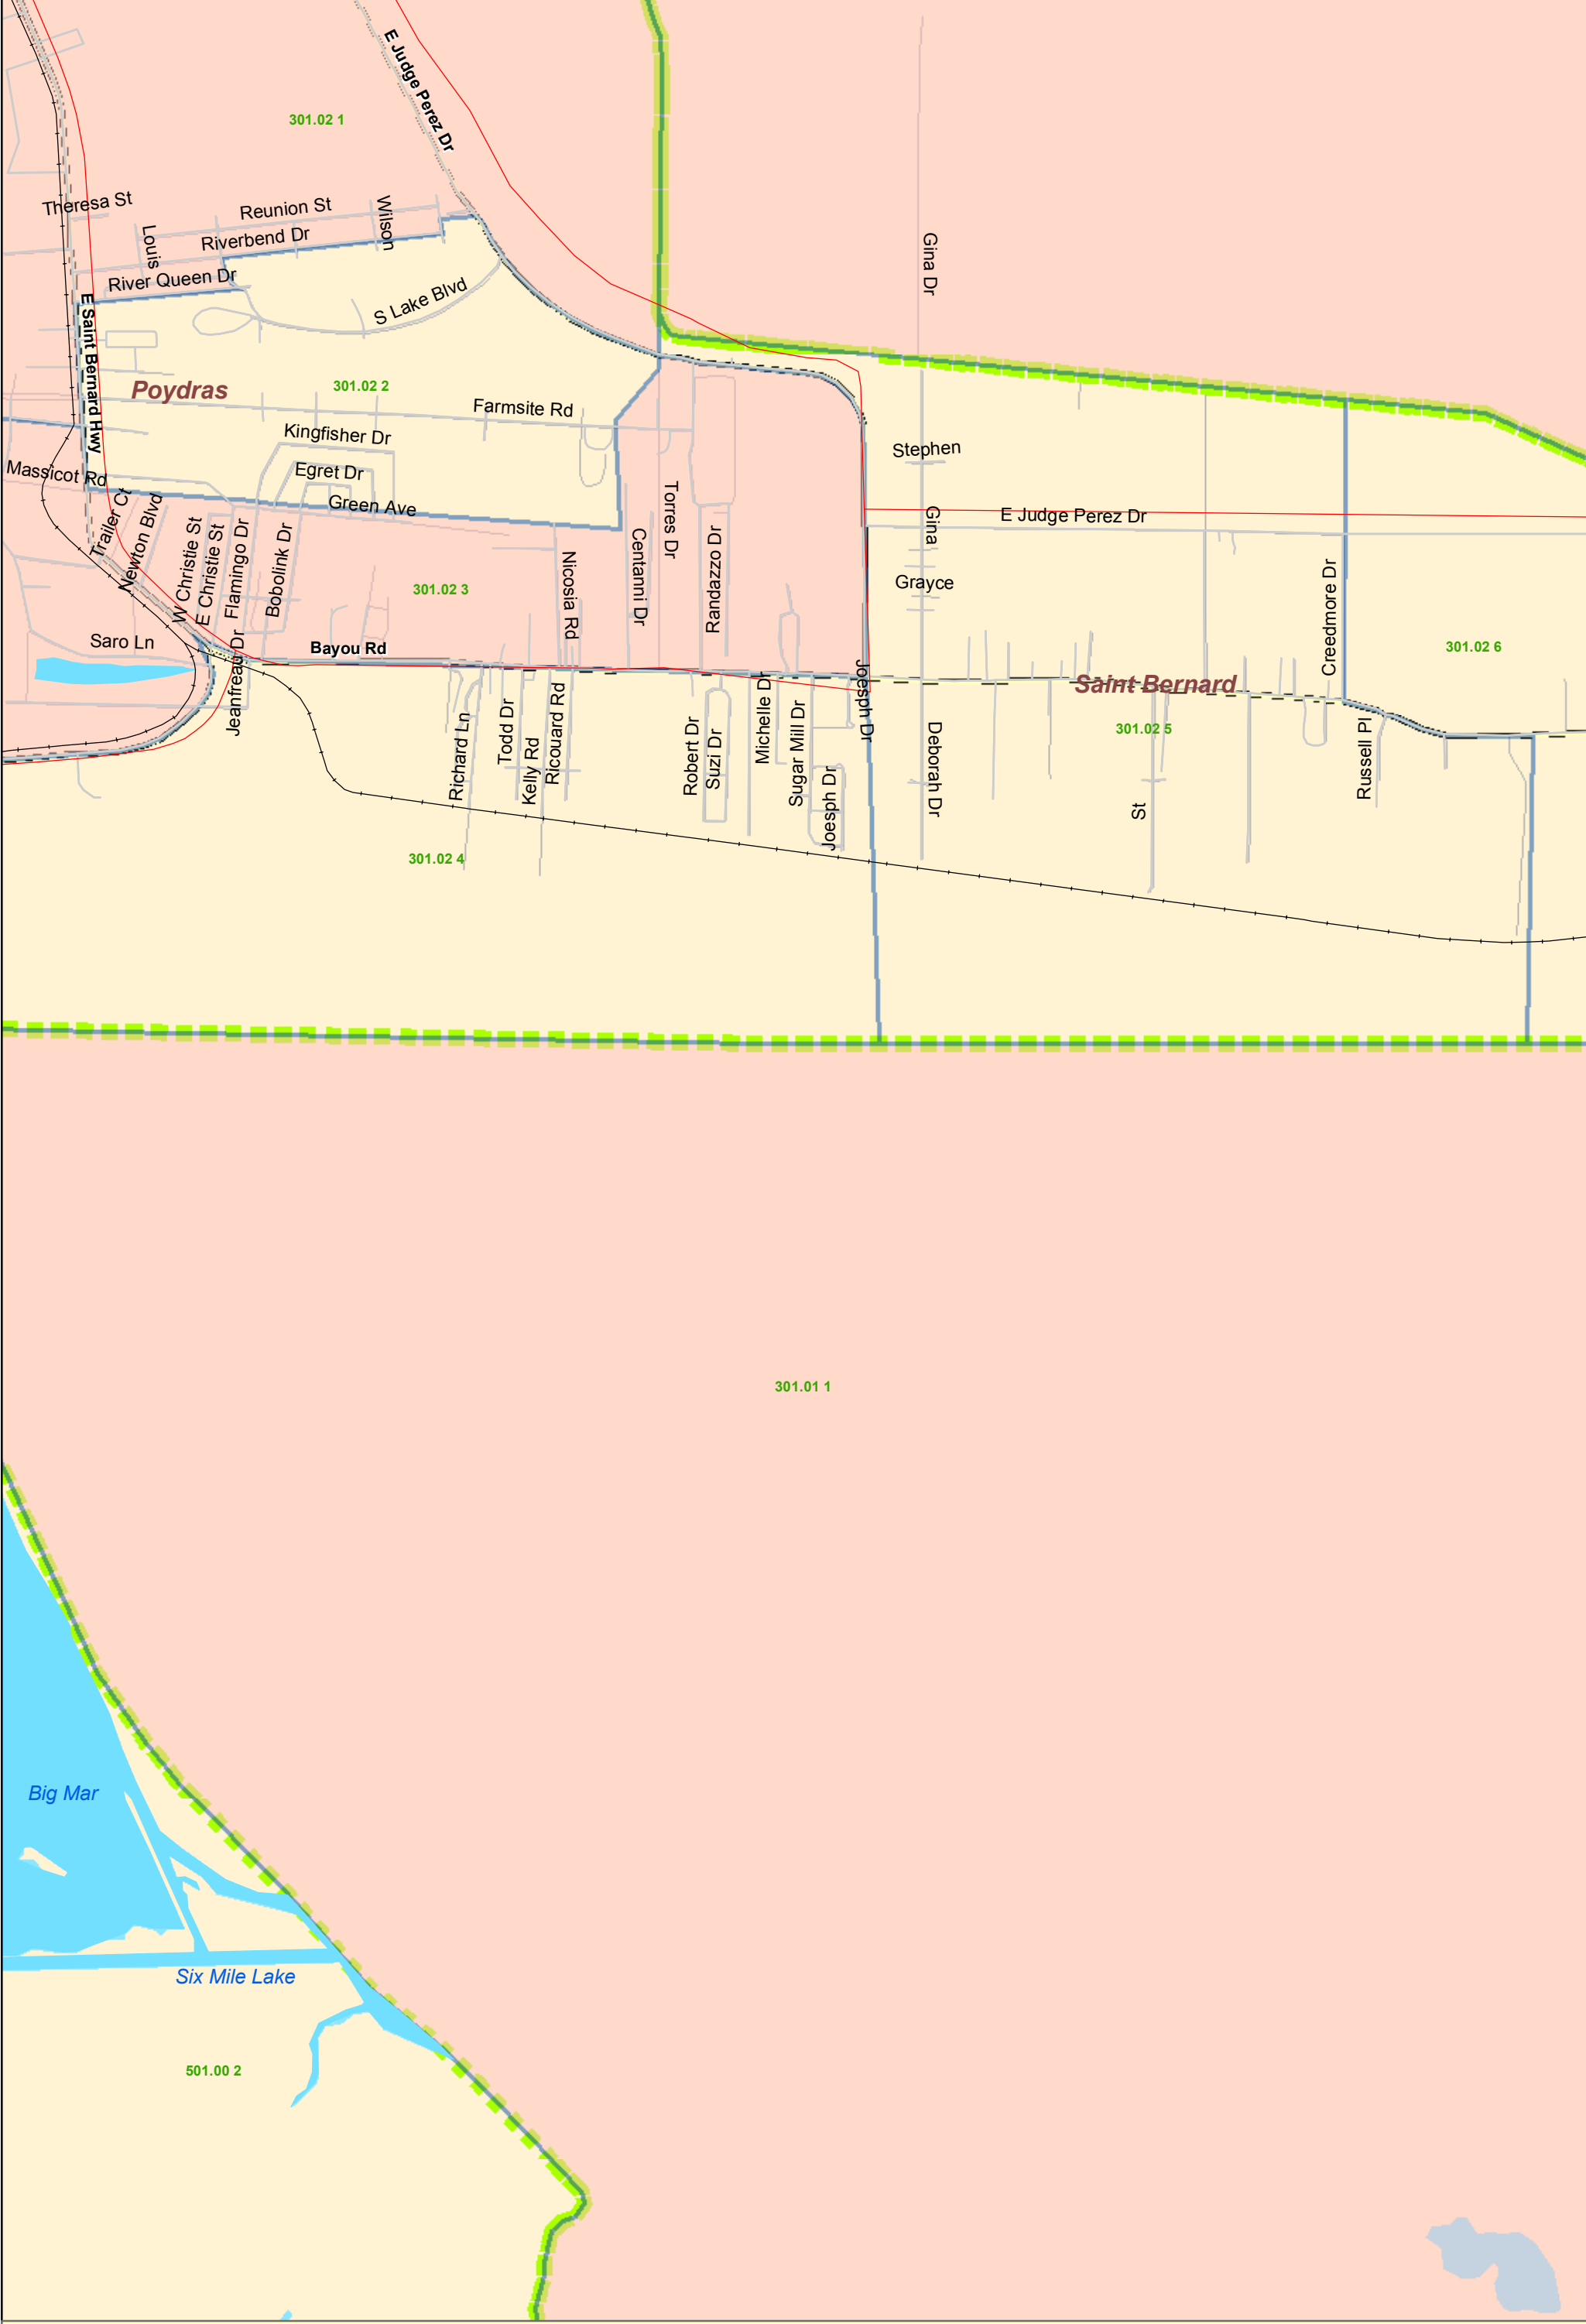 E Judge Perez Dr
301.02 1
Theresa St
Reunion St
Wilson
Louis
Riverbend Dr
Gina Dr
River Queen Dr
S Lake Blvd
E Saint Bernard Hwy
Poydras
301.02 2
Farmsite Rd
Kingfisher Dr
Stephen
Massicot Rd
Egret Dr
Green Ave
Trailer Ct
Newton Blvd
W Christie St
E Christie St
Flamingo Dr
Bobolink Dr
Torres Dr
Gina
E Judge Perez Dr
Centanni Dr
Randazzo Dr
Nicosia Rd
301.02 3
Grayce
Creedmore Dr
Saro Ln
Bayou Rd
301.02 6
Jeanfreau Dr
Joesph Dr
Saint Bernard
Michelle Dr
Richard Ln
Todd Dr
Kelly Rd
Ricouard Rd
Robert Dr
Suzi Dr
Sugar Mill Dr
Joesph Dr
Deborah Dr
301.02 5
Russell Pl
St
301.02 4
301.01 1
Big Mar
Six Mile Lake
501.00 2